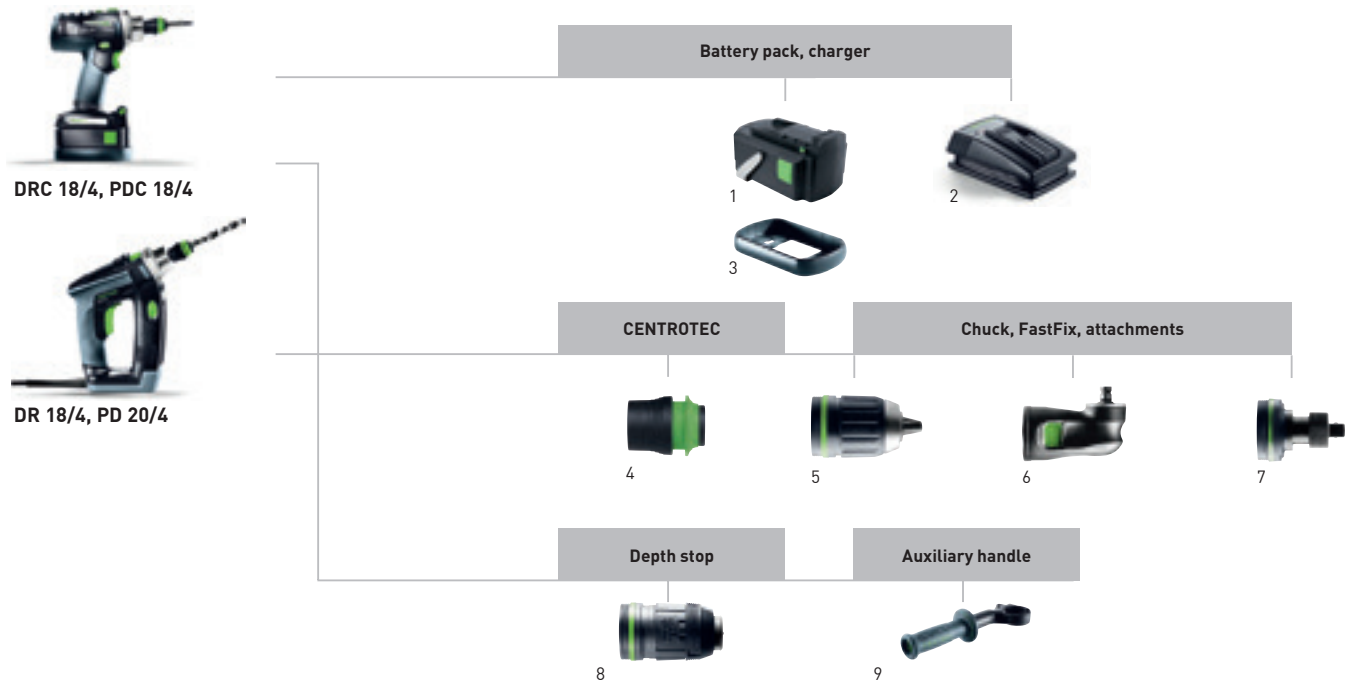 Battery pack, charger
1
2
DRC 18/4, PDC 18/4
3
CENTROTEC
Chuck, FastFix, attachments
DR 18/4, PD 20/4
4
5
6
7
Depth stop
Auxiliary handle
8
9